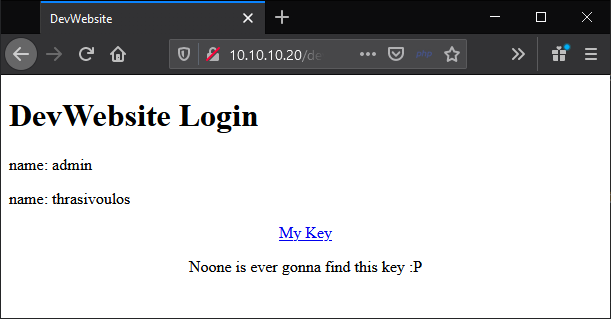 DevWebsite
10.10.10.20/de
DevWebsite Login
name: admin
name: thrasivoulos
My Key
Noone is ever gonna find this key :P